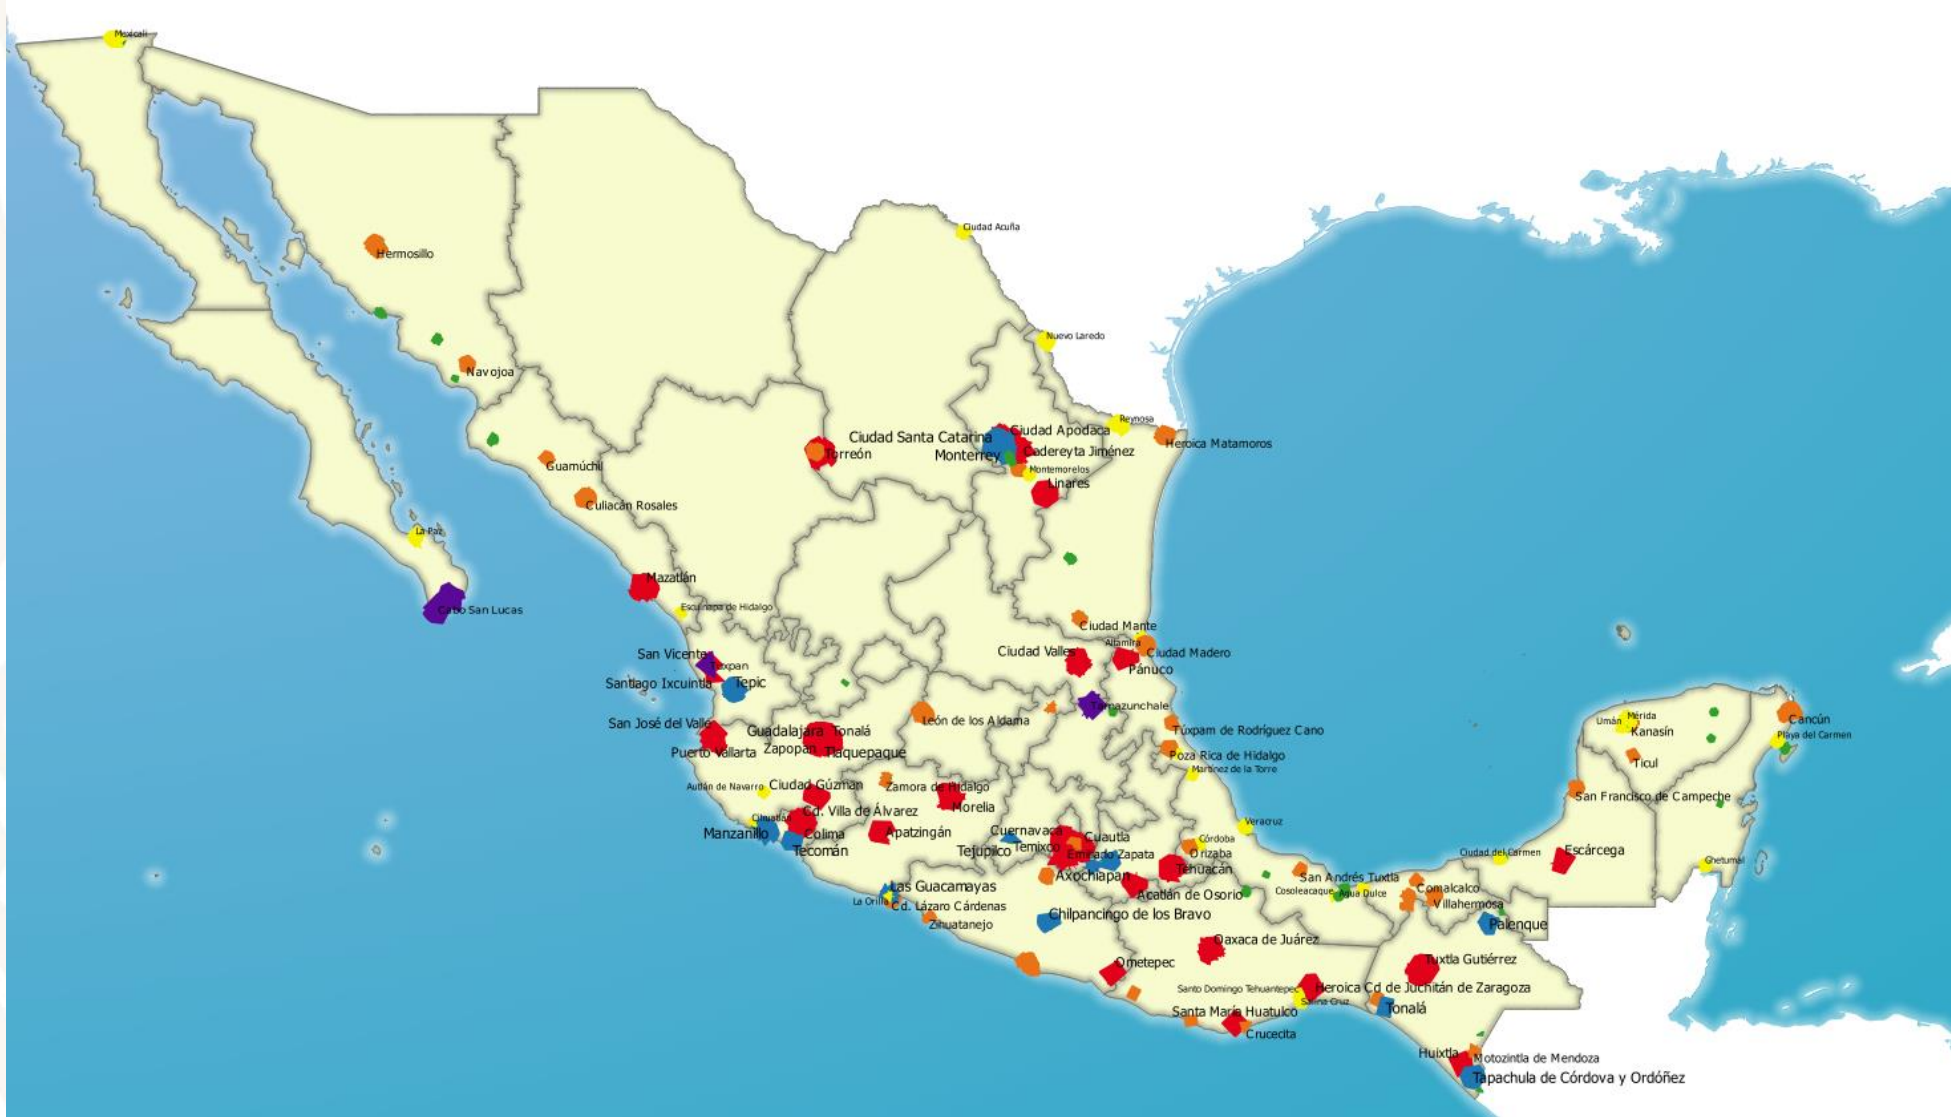 Mexicali
Ciudad Acuña
Hermosillo
Nuevo Laredo
Navojoa
Reynosa
Ciudad Apodaca
Ciudad Santa Catarina
Heroica Matamoros
Cadereyta Jiménez
Torreón
Monterrey
Montemorelos
Guamúchil
Linares
Culiacán Rosales
La Paz
Mazatlán
Cabo San Lucas
Escuinapa de Hidalgo
Ciudad Mante
Altamira
Ciudad Madero
Ciudad Valles
San Vicente
Tuxpan
Pánuco
Santiago Ixcuintla
Tepic
Tamazunchale
Mérida
Umán
Cancún
León de los Aldama
San José del Valle
Guadalajara
Tonalá
Túxpam de Rodríguez Cano
Kanasín
Playa del Carmen
Puerto Vallarta
Zapopan
Tlaquepaque
Poza Rica de Hidalgo
Ticul
Martínez de la Torre
Autlán de Navarro
Ciudad Gúzman
Zamora de Hidalgo
San Francisco de Campeche
Morelia
Cd. Villa de Álvarez
Cihuatlán
Veracruz
Manzanillo
Colima
Apatzingán
Cuernavaca
Cuautla
Córdoba
Tecomán
Tejupilco
Temixco
Emiliano Zapata
Orizaba
Ciudad del Carmen
Escárcega
Chetumal
Tehuacán
Axochiapan
San Andrés Tuxtla
Las Guacamayas
Acatlán de Osorio
Cosoleacaque
Agua Dulce
Comalcalco
La Orilla
Cd. Lázaro Cárdenas
Villahermosa
Chilpancingo de los Bravo
Zihuatanejo
Palenque
Oaxaca de Juárez
Ometepec
Tuxtla Gutiérrez
Santo Domingo Tehuantepec
Heroica Cd de Juchitán de Zaragoza
Salina Cruz
Tonalá
Santa María Huatulco
Crucecita
Huixtla
Motozintla de Mendoza
Tapachula de Córdova y Ordóñez